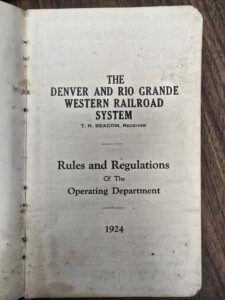 THE
DENVER AND RIO GRANDE
WESTERN RAILROAD
SYSTEM
T. H. BEACOM, RECEIVER
Rules and Regulations
Of The
Operating Department
1924